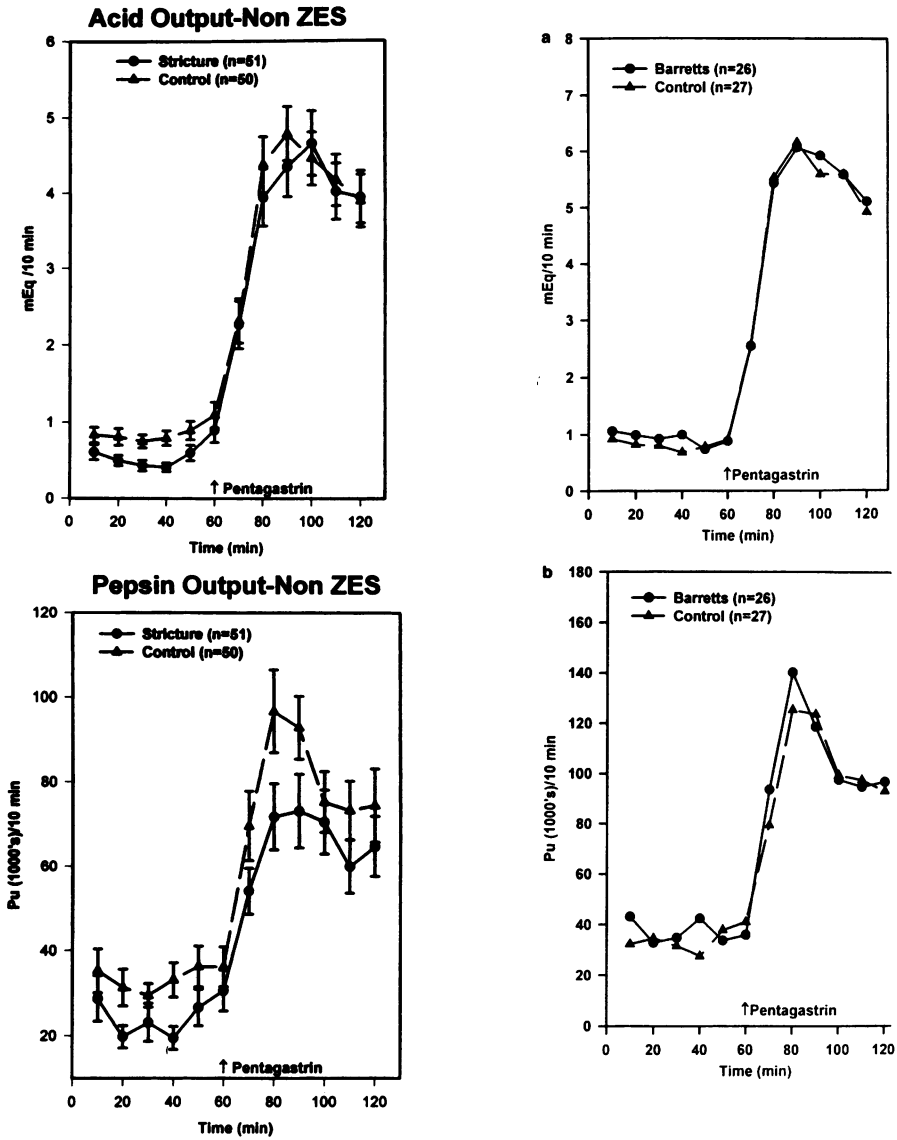 Acid Output-Non ZES
6
5
4
3
2
1
0
mEq /10 min
Stricture (n=51)
Control (n=50)
↑ Pentagastrin
0 20 40 60 80 100 120
Time (min)
a
8
7
6
5
4
3
2
1
0
mEq/10 min
Barretts (n=26)
Control (n=27)
↑Pentagastrin
0 20 40 60 80 100 120
Time (min)
Pepsin Output-Non ZES
120
100
80
60
40
20
Pu (1000's)/10 min
Stricture (n=51)
Control (n=50)
↑ Pentagastrin
0 20 40 60 80 100 120
Time (min)
b
180
160
140
120
100
80
60
40
20
0
Pu (1000's)/10 min
Barretts (n=26)
Control (n=27)
↑Pentagastrin
0 20 40 60 80 100 120
Time (min)